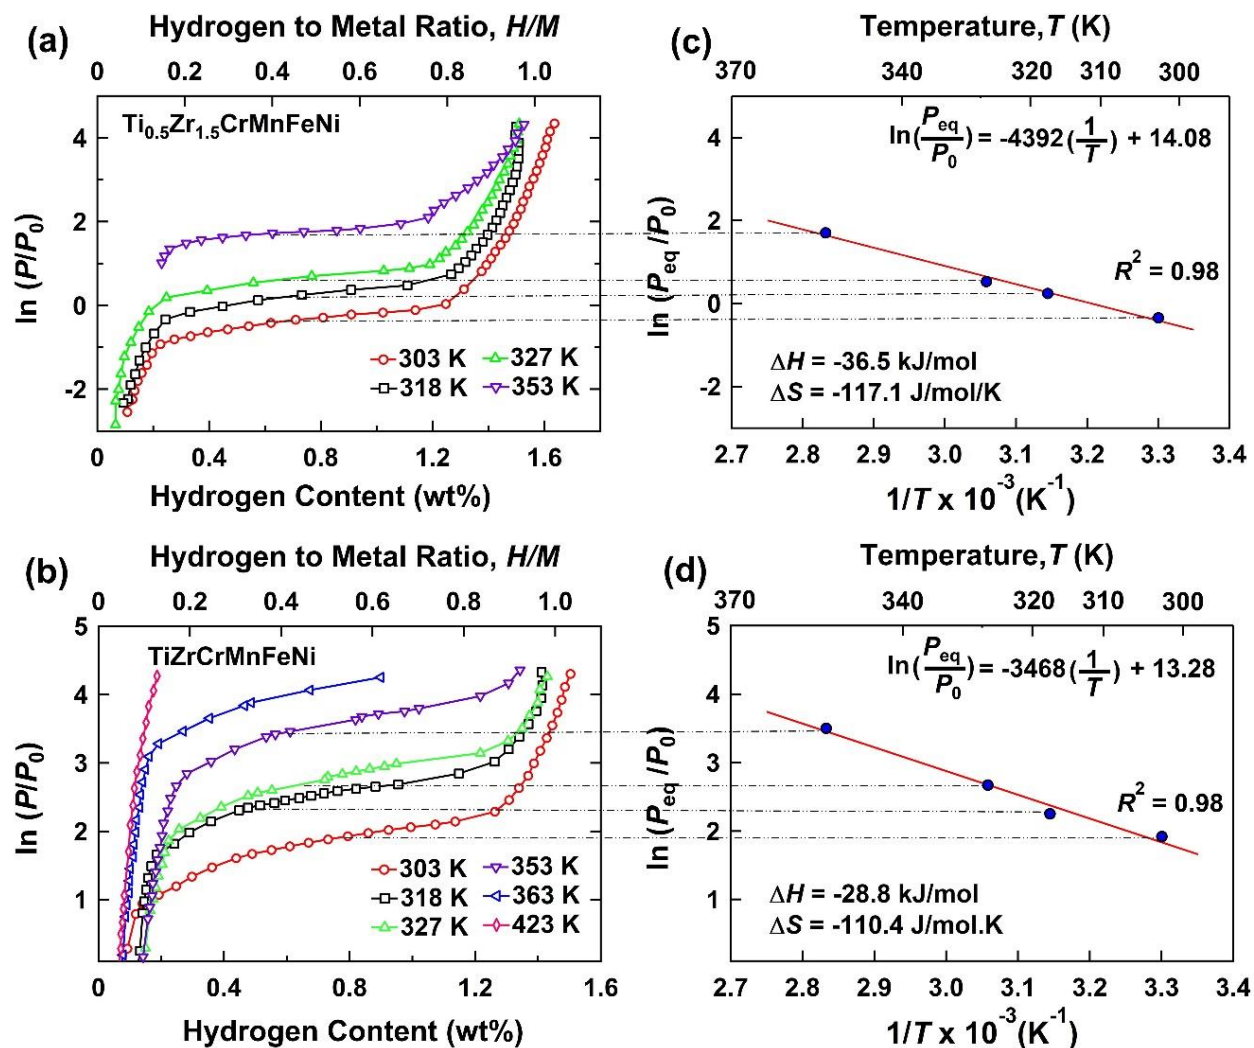 (a)
Hydrogen to Metal Ratio, H/M
0 0.2 0.4 0.6 0.8 1.0
Ti0.5Zr1.5CrMnFeNi
ln (P/P0)
4
2
0
-2
303 K
318 K
327 K
353 K
0 0.4 0.8 1.2 1.6
Hydrogen Content (wt%)
(c)
Temperature, T (K)
370 340 320 310 300
ln(Peq/P0)= -4392(1/T) + 14.08
ln (Peq/P0)
4
2
0
-2
R2 = 0.98
ΔH = -36.5 kJ/mol
ΔS = -117.1 J/mol/K
2.7 2.8 2.9 3.0 3.1 3.2 3.3 3.4
1/T x 10-3(K-1)
(b)
Hydrogen to Metal Ratio, H/M
0 0.2 0.4 0.6 0.8 1.0
TiZrCrMnFeNi
ln (P/P0)
5
4
3
2
1
303 K
318 K
327 K
353 K
363 K
423 K
0 0.4 0.8 1.2 1.6
Hydrogen Content (wt%)
(d)
Temperature, T (K)
370 340 320 310 300
ln(Peq/P0)= -3468(1/T) + 13.28
ln (Peq/P0)
5
4
3
2
1
R2 = 0.98
ΔH = -28.8 kJ/mol
ΔS = -110.4 J/mol.K
2.7 2.8 2.9 3.0 3.1 3.2 3.3 3.4
1/T x 10-3(K-1)